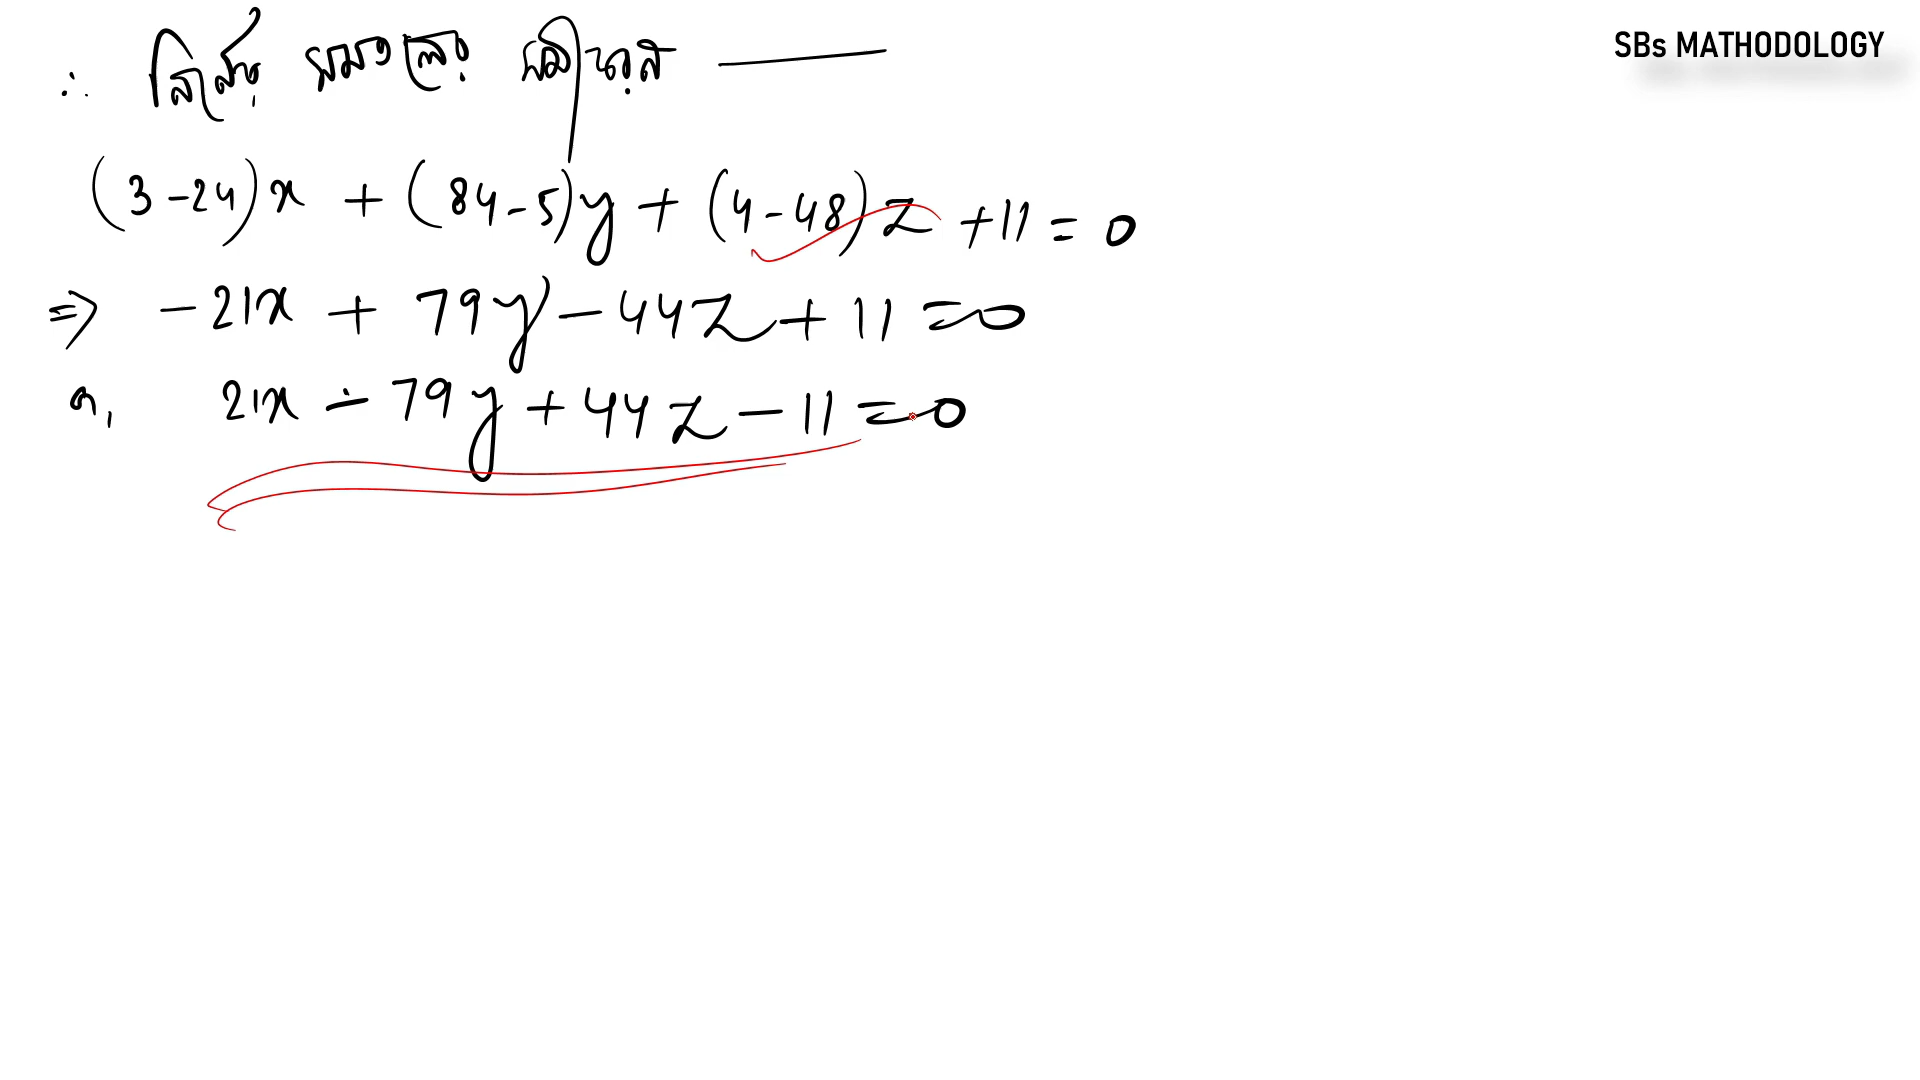 SBs MATHODOLOGY
∴ নির্ণেয় সমতলের সমীকরণ ———
(3-24)x + (84-5)y + (4-48)z +11 = 0
⇒ -21x + 79y - 44z + 11 = 0
বা, 21x - 79y + 44z - 11 = 0